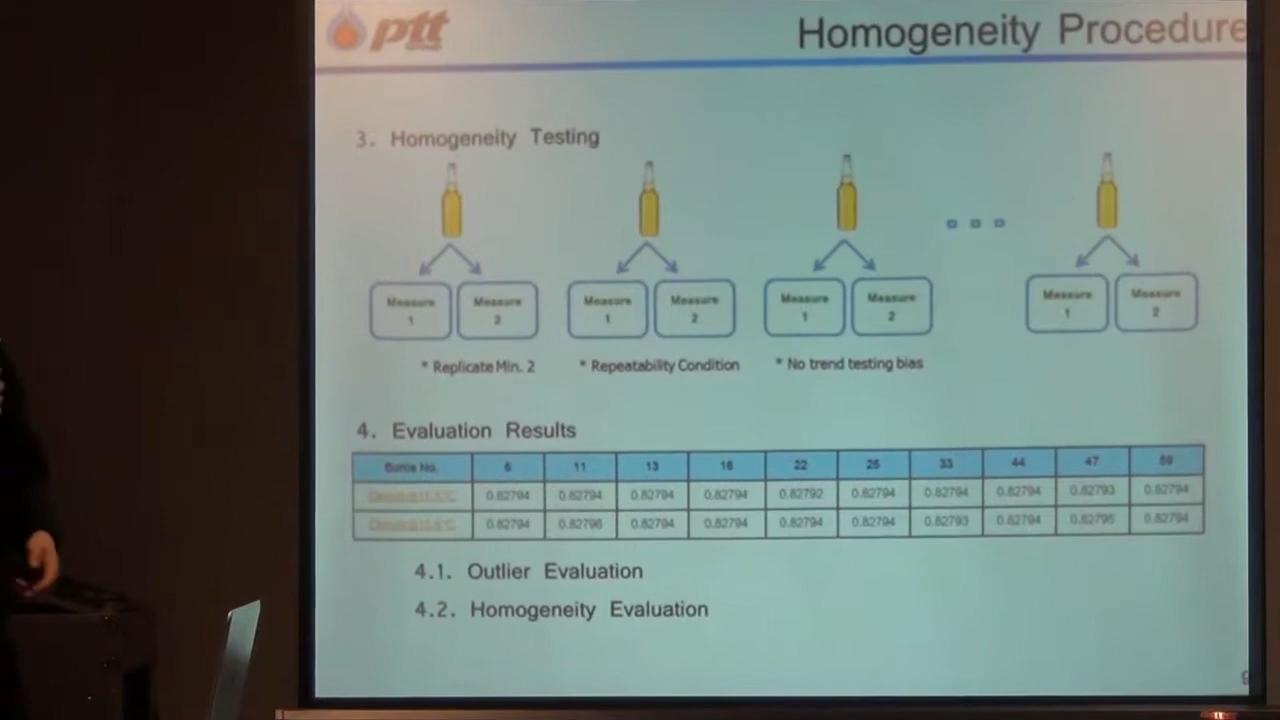 ptt
Homogeneity Procedure
3. Homogeneity Testing
Measure 1 Measure 2 Measure 1 Measure 2 Measure 1 Measure 2 Measure 1 Measure 2
* Replicate Min. 2 * Repeatability Condition * No trend testing bias
4. Evaluation Results
Bottle No. 6 11 13 16 22 25 33 44 47 59
0.82794 0.82794 0.82794 0.82794 0.82792 0.82794 0.82794 0.82794 0.82793 0.82794
0.82794 0.82796 0.82794 0.82794 0.82794 0.82794 0.82793 0.82794 0.82795 0.82794
4.1. Outlier Evaluation
4.2. Homogeneity Evaluation